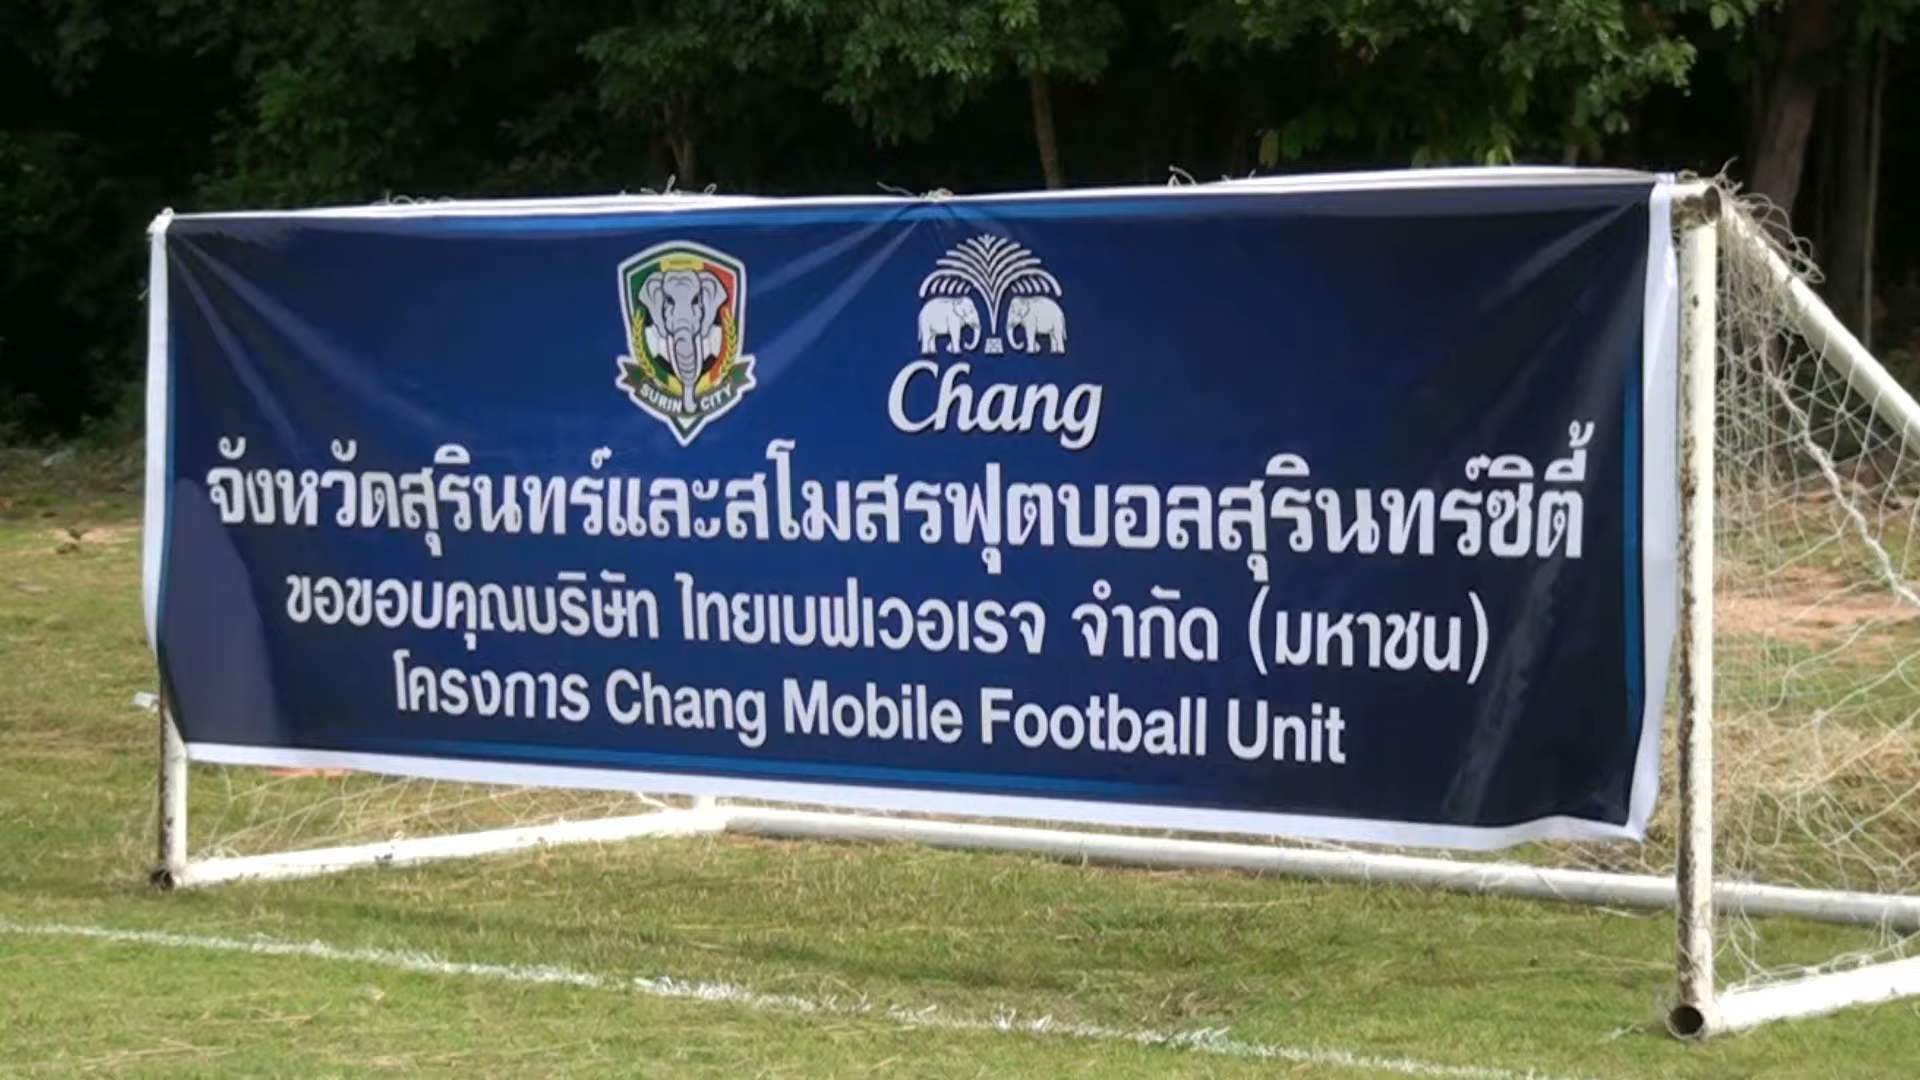 SURIN CITY
Chang
จังหวัดสุรินทร์และสโมสรฟุตบอลสุรินทร์ซิตี้
ขอขอบคุณบริษัท ไทยเบฟเวอเรจ จำกัด (มหาชน)
โครงการ Chang Mobile Football Unit